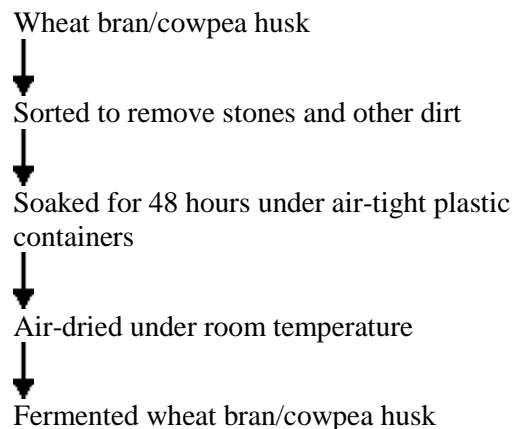 Wheat bran/cowpea husk
Sorted to remove stones and other dirt
Soaked for 48 hours under air-tight plastic
containers
Air-dried under room temperature
Fermented wheat bran/cowpea husk